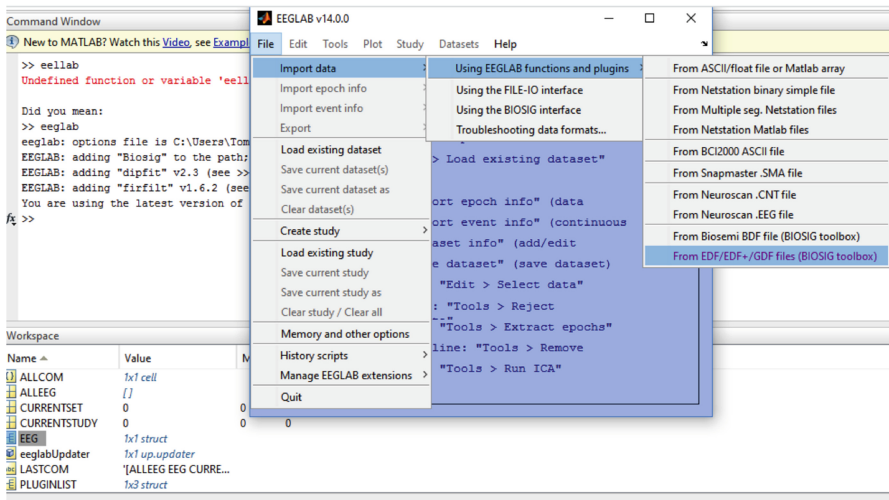 Command Window
New to MATLAB? Watch this Video, see Exampl
>> eellab
Undefined function or variable 'eell
Did you mean:
>> eeglab
eeglab: options file is C:\Users\Tom
EEGLAB: adding "Biosig" to the path;
EEGLAB: adding "dipfit" v2.3 (see >>
EEGLAB: adding "firfilt" v1.6.2 (see
You are using the latest version of
fx >>
EEGLAB v14.0.0
File Edit Tools Plot Study Datasets Help
Import data
Import epoch info
Import event info
Export
Load existing dataset
Save current dataset(s)
Save current dataset as
Clear dataset(s)
Create study
Load existing study
Save current study
Save current study as
Clear study / Clear all
Memory and other options
History scripts
Manage EEGLAB extensions
Quit
Using EEGLAB functions and plugins
Using the FILE-IO interface
Using the BIOSIG interface
Troubleshooting data formats...
From ASCII/float file or Matlab array
From Netstation binary simple file
From Multiple seg. Netstation files
From Netstation Matlab files
From BCI2000 ASCII file
From Snapmaster .SMA file
From Neuroscan .CNT file
From Neuroscan .EEG file
From Biosemi BDF file (BIOSIG toolbox)
From EDF/EDF+/GDF files (BIOSIG toolbox)
> Load existing dataset"
ort epoch info" (data
ort event info" (continuous
aset info" (add/edit
e dataset" (save dataset)
"Edit > Select data"
: "Tools > Reject
"Tools > Extract epochs"
line: "Tools > Remove
"Tools > Run ICA"
Workspace
Name Value M
ALLCOM 1x1 cell
ALLEEG []
CURRENTSET 0 0
CURRENTSTUDY 0 0 0
EEG 1x1 struct
eeglabUpdater 1x1 up.updater
LASTCOM '[ALLEEG EEG CURRE...
PLUGINLIST 1x3 struct